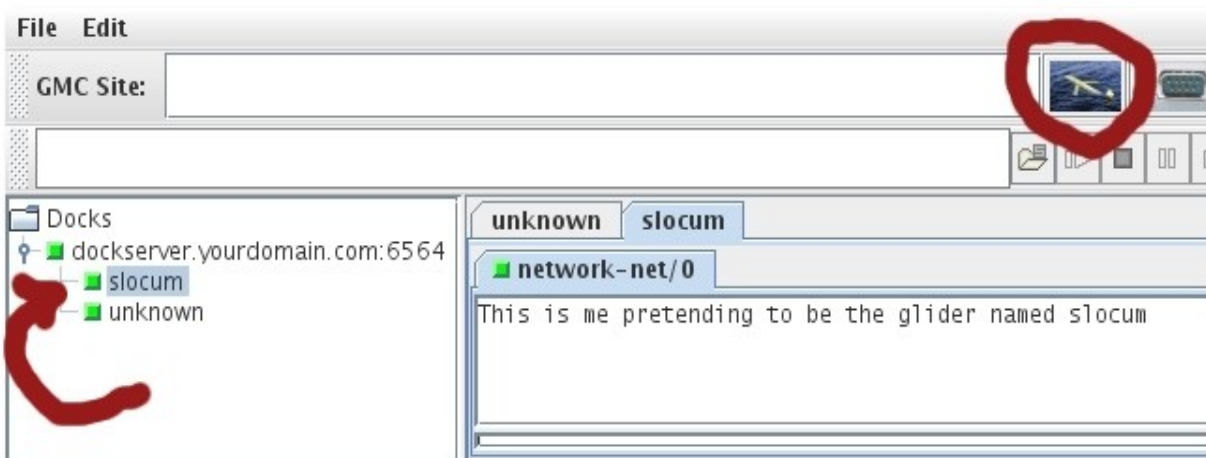 File Edit
GMC Site:
Docks
dockserver.yourdomain.com:6564
slocum
unknown
unknown slocum
network-net/0
This is me pretending to be the glider named slocum